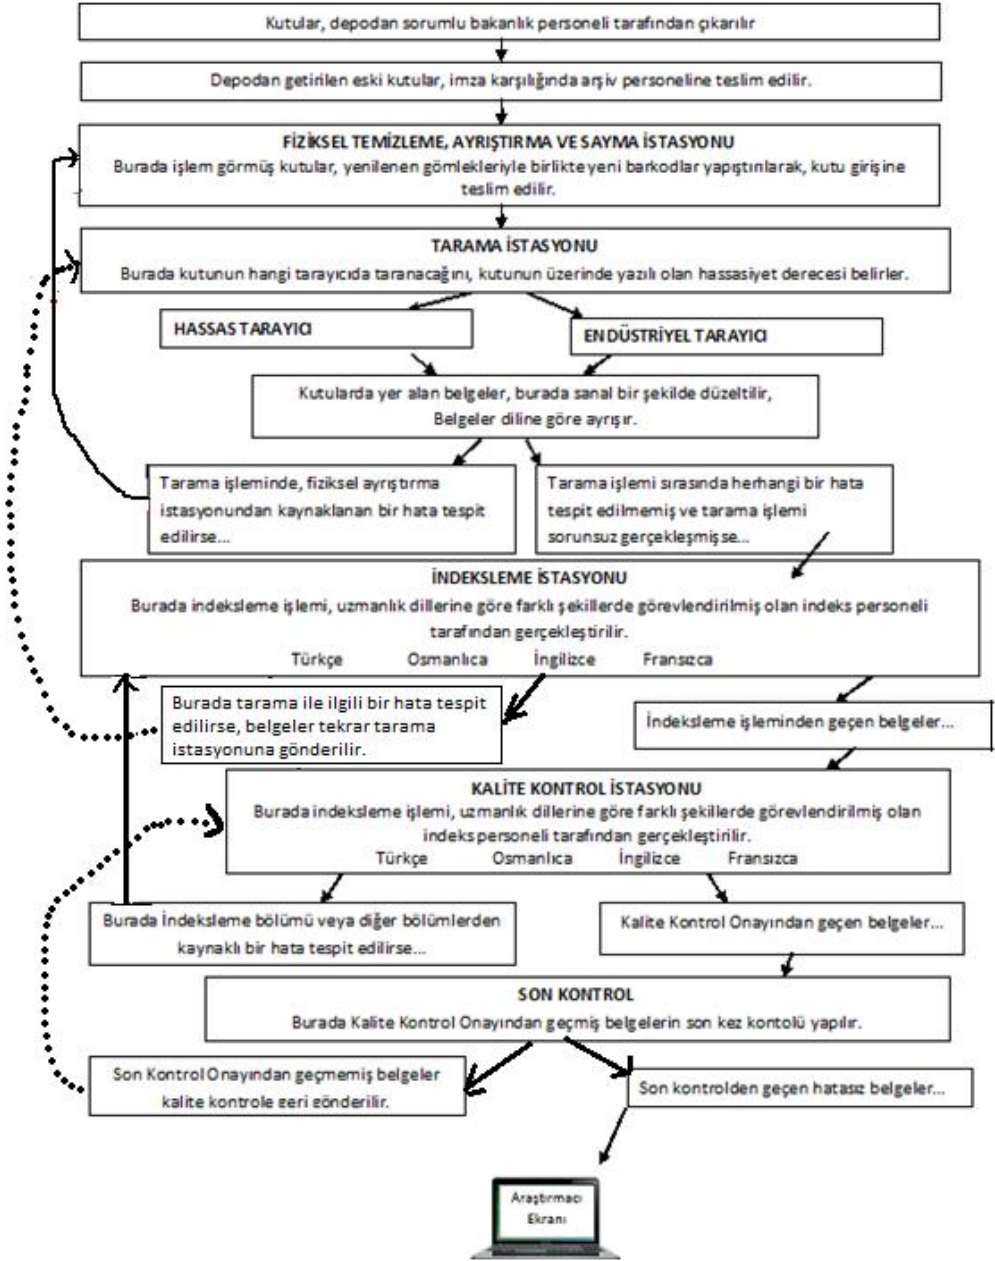 Kutular, depodan sorumlu bakanlık personeli tarafından çıkarılır
Depodan getirilen eski kutular, imza karşılığında arşiv personeline teslim edilir.
FİZİKSEL TEMİZLEME, AYRIŞTIRMA VE SAYMA İSTASYONU
Burada işlem görmüş kutular, yenilenen gömlekleriyle birlikte yeni barkodlar yapıştırılarak, kutu girişine
teslim edilir.
TARAMA İSTASYONU
Burada kutunun hangi tarayıcıda taranacağını, kutunun üzerinde yazılı olan hassasiyet derecesi belirler.
HASSAS TARAYICI
ENDÜSTRİYEL TARAYICI
Kutularda yer alan belgeler, burada sanal bir şekilde düzeltilir,
Belgeler diline göre ayrışır.
Tarama işleminde, fiziksel ayrıştırma
istasyonundan kaynaklanan bir hata tespit
edilirse...
Tarama işlemi sırasında herhangi bir hata
tespit edilmemiş ve tarama işlemi
sorunsuz gerçekleşmişse...
İNDEKSLEME İSTASYONU
Burada indeksleme işlemi, uzmanlık dillerine göre farklı şekillerde görevlendirilmiş olan indeks personeli
tarafından gerçekleştirilir.
Türkçe Osmanlıca İngilizce Fransızca
Burada tarama ile ilgili bir hata tespit
edilirse, belgeler tekrar tarama
istasyonuna gönderilir.
İndeksleme işleminden geçen belgeler...
KALİTE KONTROL İSTASYONU
Burada indeksleme işlemi, uzmanlık dillerine göre farklı şekillerde görevlendirilmiş olan
indeks personeli tarafından gerçekleştirilir.
Türkçe Osmanlıca İngilizce Fransızca
Burada İndeksleme bölümü veya diğer bölümlerden
kaynaklı bir hata tespit edilirse...
Kalite Kontrol Onayından geçen belgeler...
SON KONTROL
Burada Kalite Kontrol Onayından geçmiş belgelerin son kez kontolü yapılır.
Son Kontrol Onayından geçmemiş belgeler
kalite kontrole geri gönderilir.
Son kontrolden geçen hatasız belgeler...
Araştırmacı
Ekranı